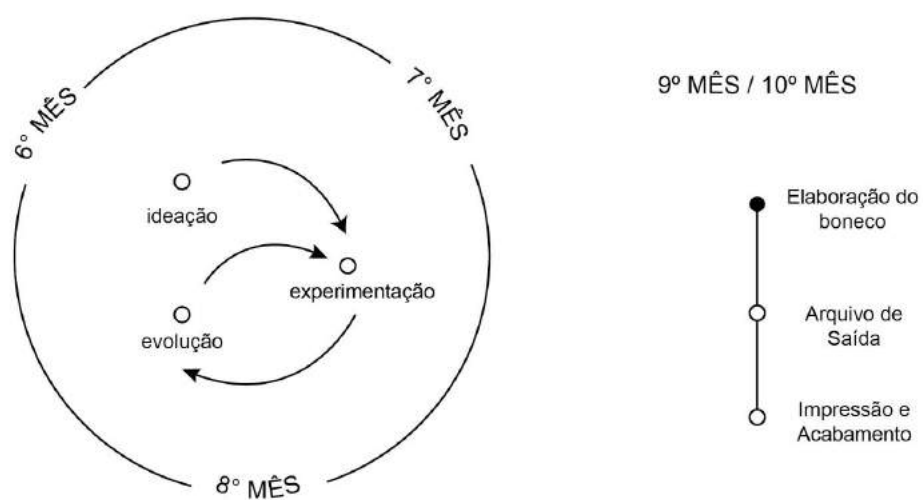 6° MÊS
7° MÊS
ideação
experimentação
evolução
8° MÊS
9º MÊS / 10º MÊS
Elaboração do
boneco
Arquivo de
Saída
Impressão e
Acabamento